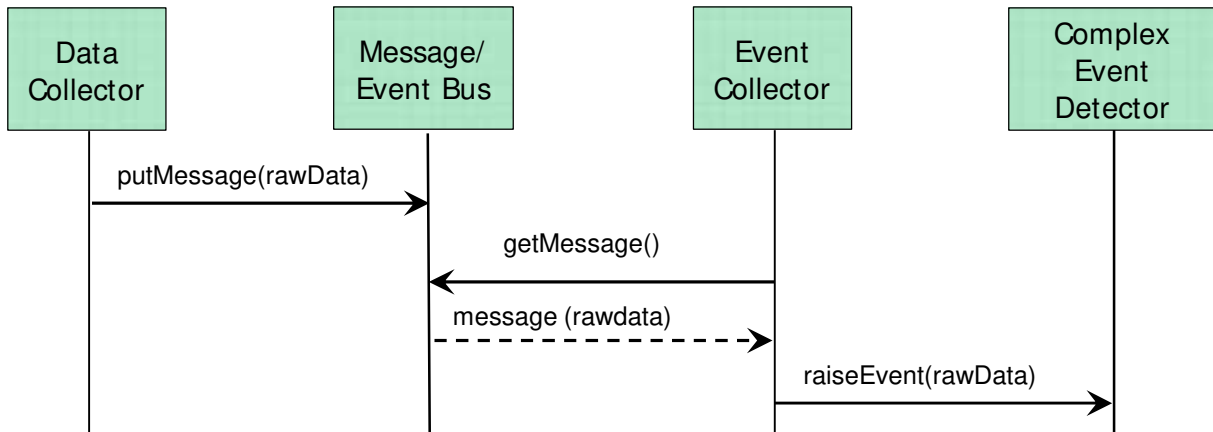 Data
Collector
Message/
Event Bus
Event
Collector
Complex
Event
Detector
putMessage(rawData)
getMessage()
message (rawdata)
raiseEvent(rawData)